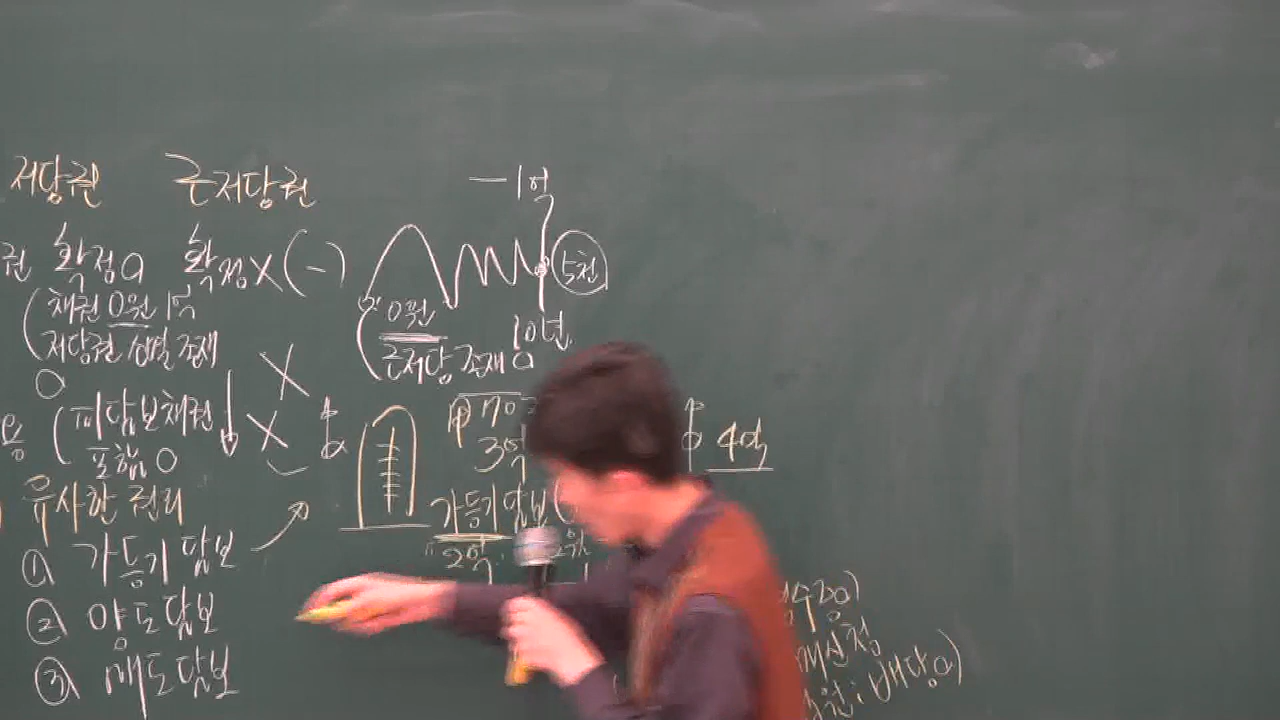 저당권 근저당권
권 확정O 확정X(-)
(채권 0원 1억
저당권 소멸 존재
O X
(피담보채권 X
포함 O
유사한 권리
① 가등기담보
② 양도담보
③ 매도담보
-1억
5천
(0원 10년
근저당 존재 O
3억
4억
가등기담보
2억
배당O)